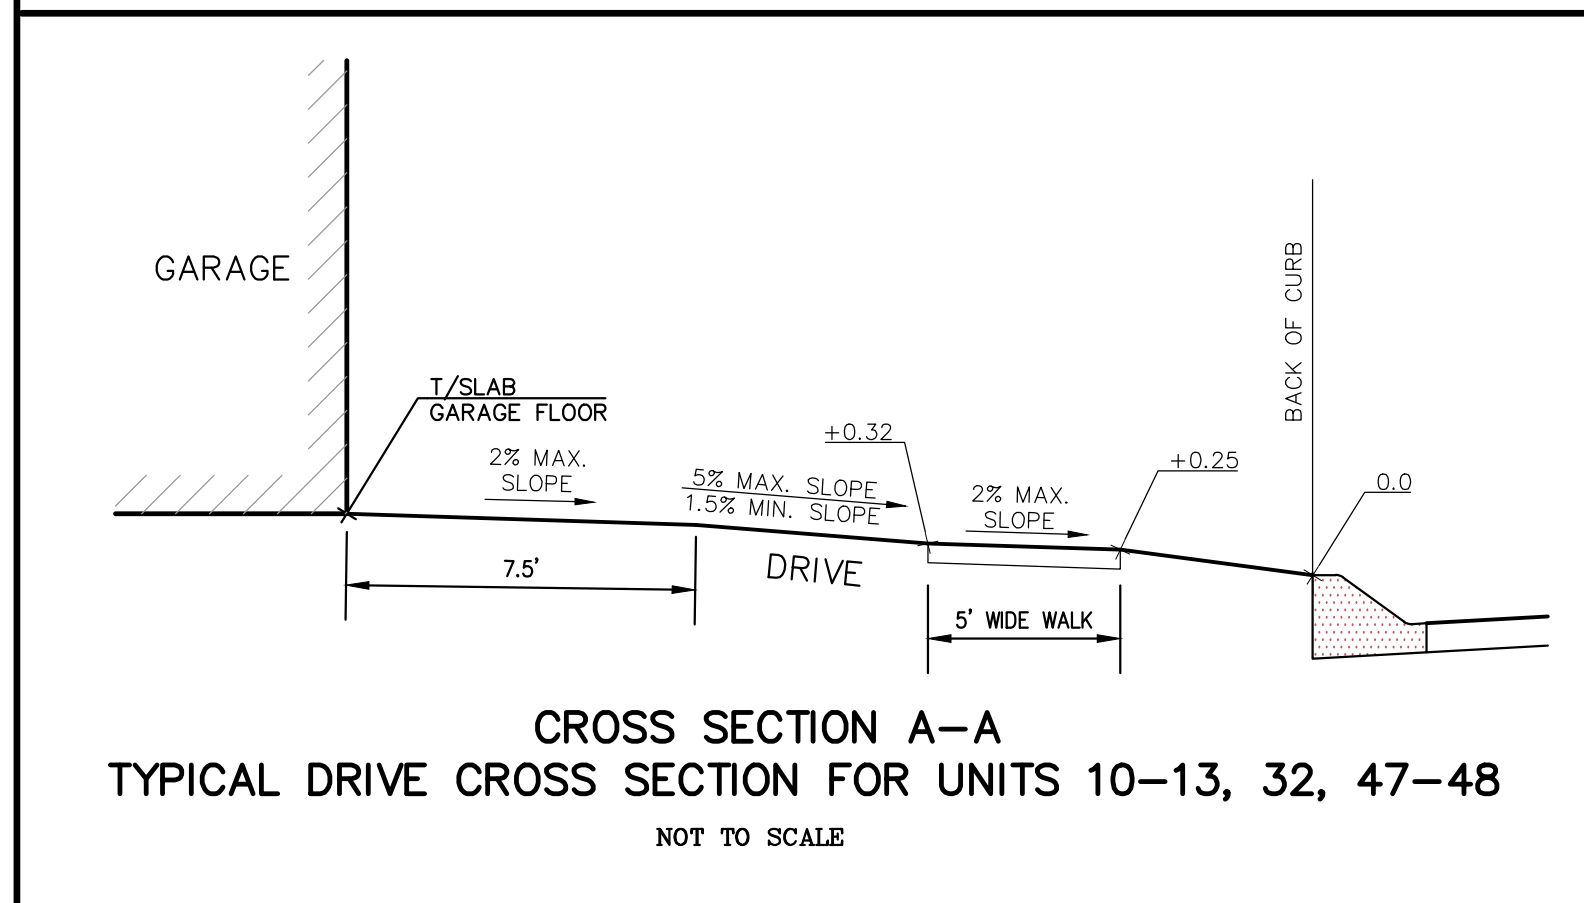 GARAGE
T/SLAB
GARAGE FLOOR
2% MAX.
SLOPE
5% MAX. SLOPE
1.5% MIN. SLOPE
+0.32
2% MAX.
SLOPE
+0.25
BACK OF CURB
0.0
7.5'
DRIVE
5' WIDE WALK
CROSS SECTION A-A
TYPICAL DRIVE CROSS SECTION FOR UNITS 10-13, 32, 47-48
NOT TO SCALE